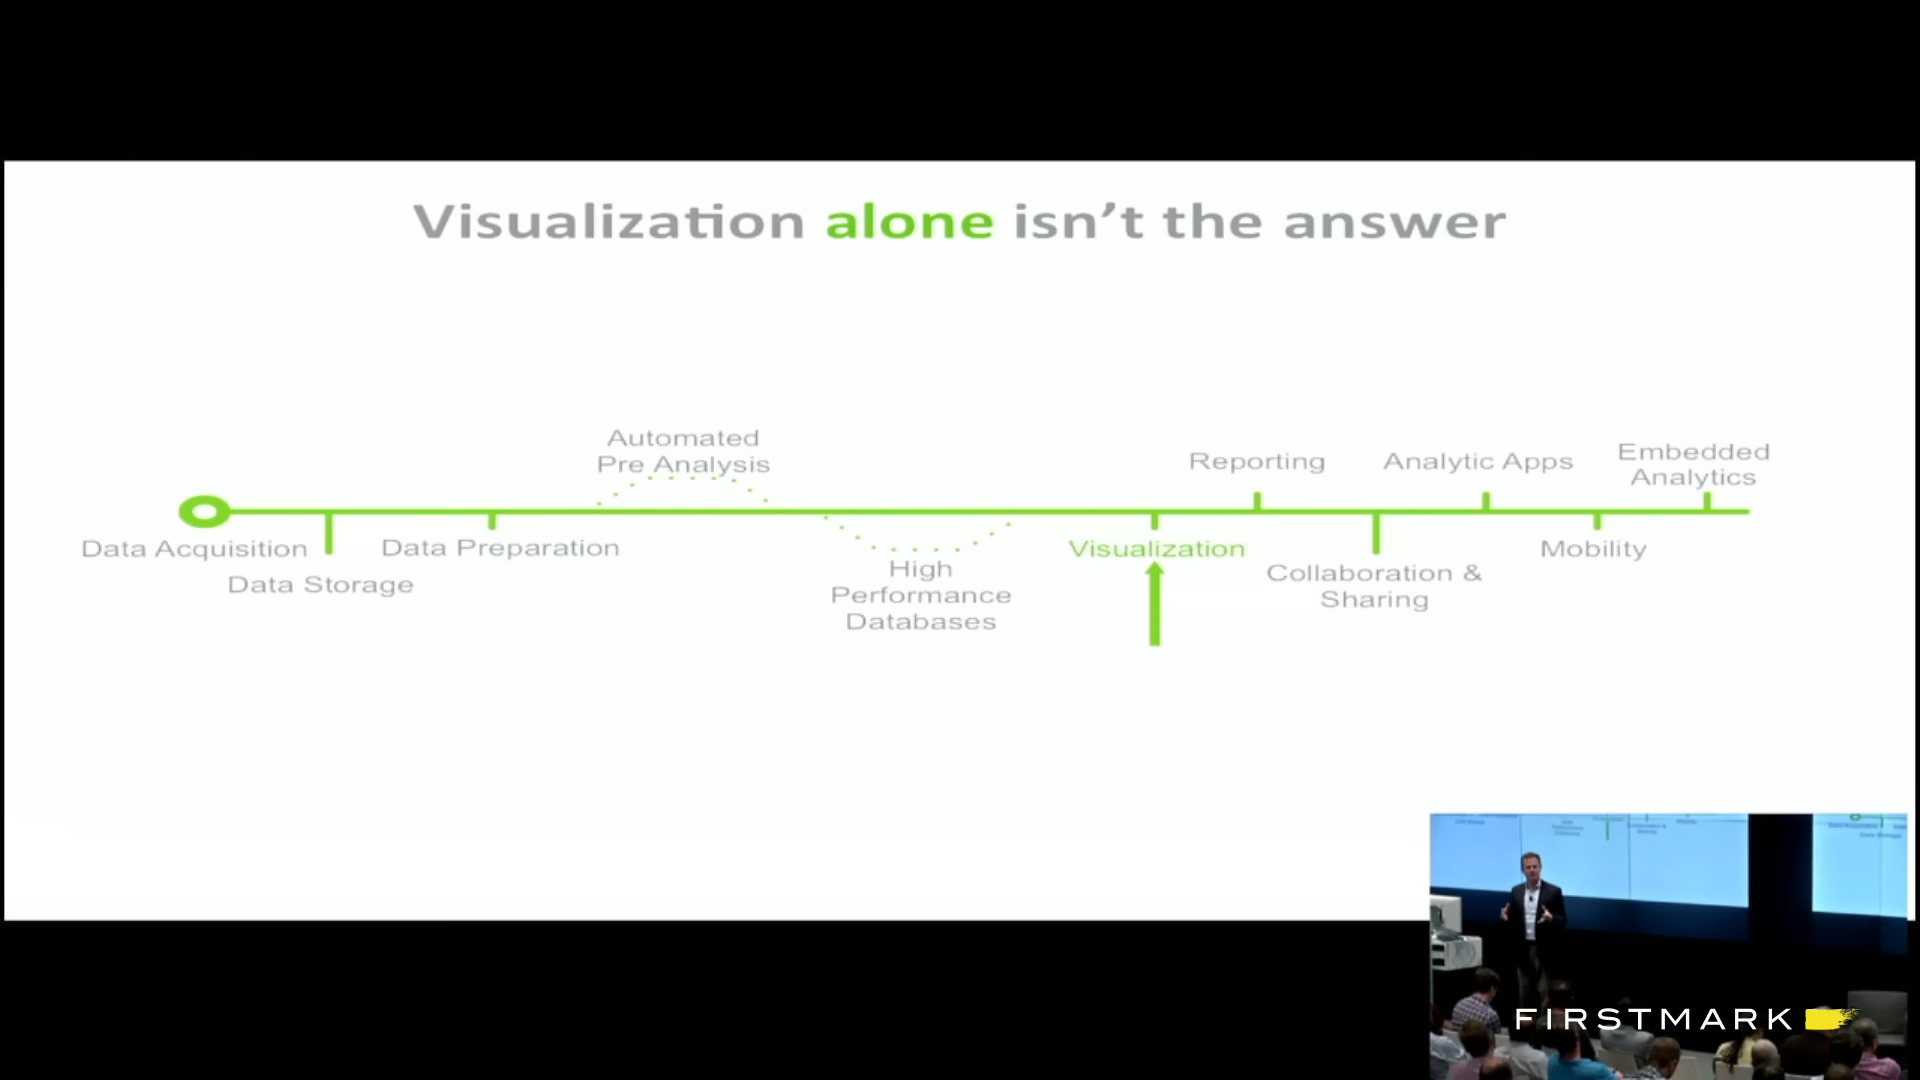 Visualization alone isn’t the answer
Automated
Pre Analysis
Reporting
Analytic Apps
Embedded
Analytics
Data Acquisition
Data Storage
Data Preparation
High
Performance
Databases
Visualization
Collaboration &
Sharing
Mobility
FIRSTMARK